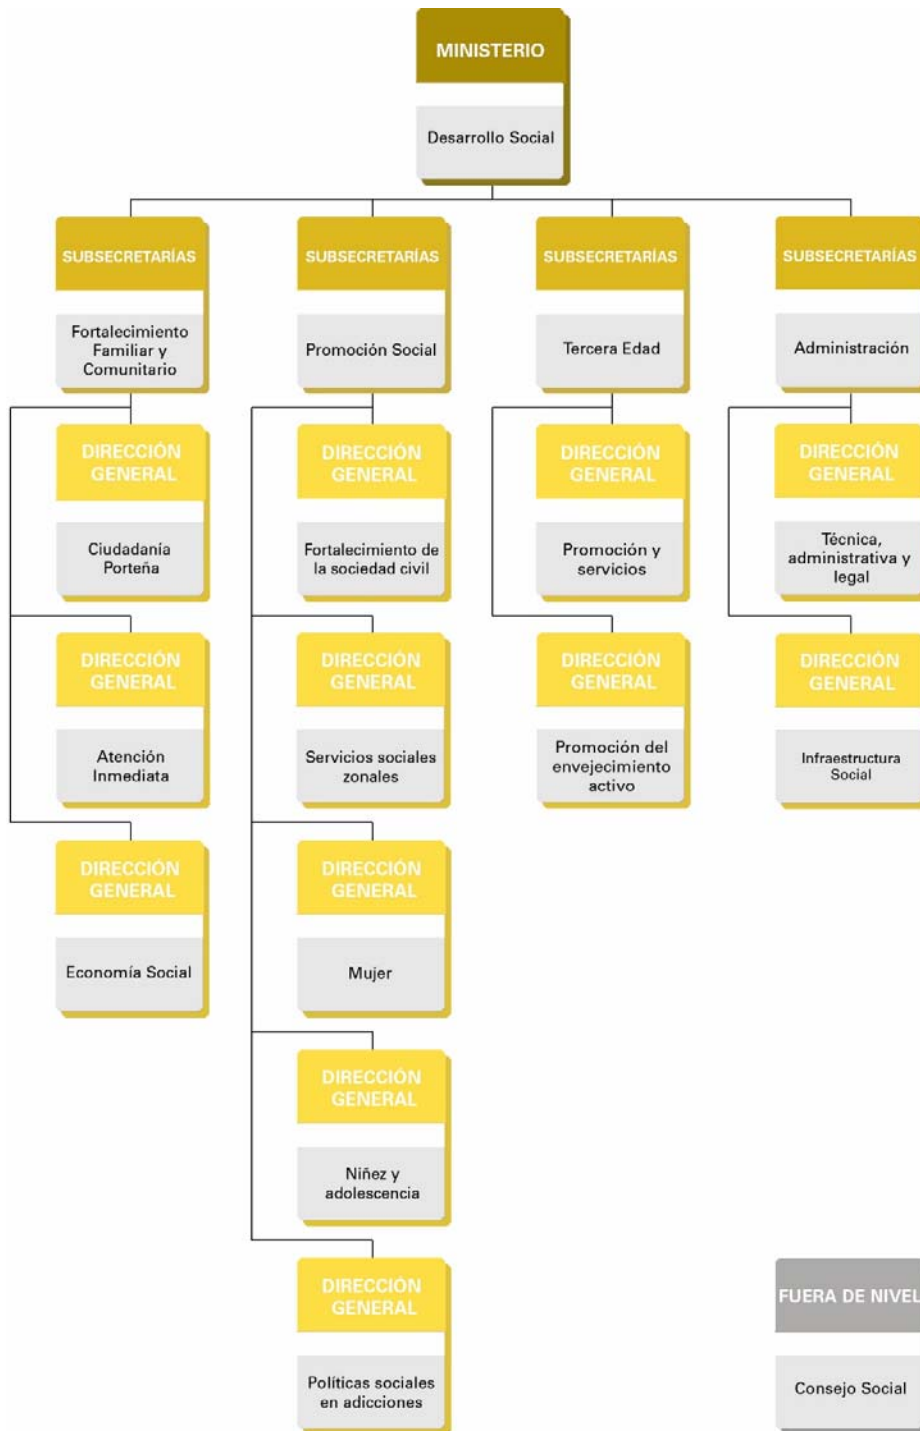 MINISTERIO
Desarrollo Social
SUBSECRETARÍAS
Fortalecimiento
Familiar y
Comunitario
SUBSECRETARÍAS
Promoción Social
SUBSECRETARÍAS
Tercera Edad
SUBSECRETARÍAS
Administración
DIRECCIÓN
GENERAL
Ciudadanía
Porteña
DIRECCIÓN
GENERAL
Fortalecimiento de
la sociedad civil
DIRECCIÓN
GENERAL
Promoción y
servicios
DIRECCIÓN
GENERAL
Técnica,
administrativa y
legal
DIRECCIÓN
GENERAL
Atención
Inmediata
DIRECCIÓN
GENERAL
Servicios sociales
zonales
DIRECCIÓN
GENERAL
Promoción del
envejecimiento
activo
DIRECCIÓN
GENERAL
Infraestructura
Social
DIRECCIÓN
GENERAL
Economía Social
DIRECCIÓN
GENERAL
Mujer
DIRECCIÓN
GENERAL
Niñez y
adolescencia
DIRECCIÓN
GENERAL
Políticas sociales
en adicciones
FUERA DE NIVEL
Consejo Social